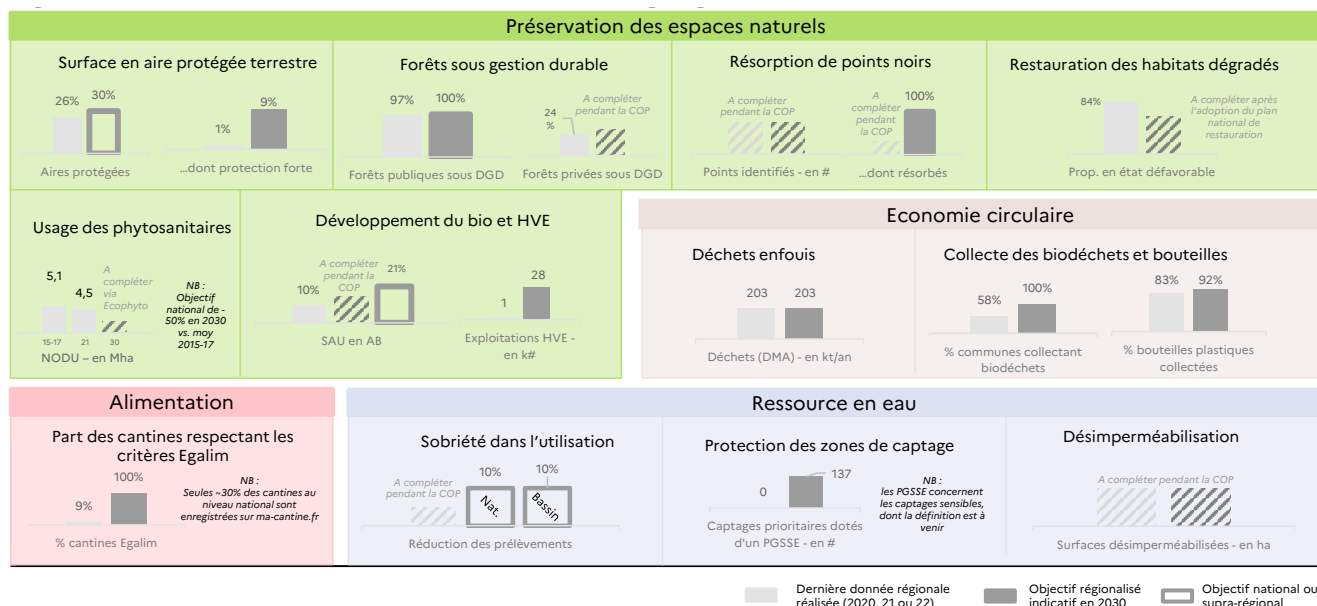 Préservation des espaces naturels
Surface en aire protégée terrestre
26%
30%
Aires protégées
1%
9%
...dont protection forte
Forêts sous gestion durable
97%
100%
Forêts publiques sous DGD
24
%
A compléter
pendant la COP
Forêts privées sous DGD
Résorption de points noirs
A compléter
pendant la COP
Points identifiés - en #
A
compléter
pendant
la COP
100%
...dont résorbés
Restauration des habitats dégradés
84%
A compléter après
l'adoption du plan
national de
restauration
Prop. en état défavorable
Usage des phytosanitaires
5,1
4,5
A
compléter
via
Ecophyto
15-17
21
30
NODU – en Mha
NB :
Objectif
national de -
50% en 2030
vs. moy
2015-17
Développement du bio et HVE
10%
A compléter
pendant la
COP
21%
SAU en AB
1
28
Exploitations HVE -
en k#
Economie circulaire
Déchets enfouis
203
203
Déchets (DMA) - en kt/an
Collecte des biodéchets et bouteilles
58%
100%
% communes collectant
biodéchets
83%
92%
% bouteilles plastiques
collectées
Alimentation
Part des cantines respectant les
critères Egalim
9%
100%
% cantines Egalim
NB :
Seules ~30% des cantines au
niveau national sont
enregistrées sur ma-cantine.fr
Ressource en eau
Sobriété dans l'utilisation
A compléter
pendant la COP
10%
10%
Nat.
Bassin
Réduction des prélèvements
Protection des zones de captage
0
137
Captages prioritaires dotés
d'un PGSSE - en #
NB :
les PGSSE concernent
les captages sensibles,
dont la définition est à
venir
Désimperméabilisation
A compléter pendant la COP
Surfaces désimperméabilisées - en ha
Dernière donnée régionale
réalisée (2020, 21 ou 22)
Objectif régionalisé
indicatif en 2030
Objectif national ou
supra-régional